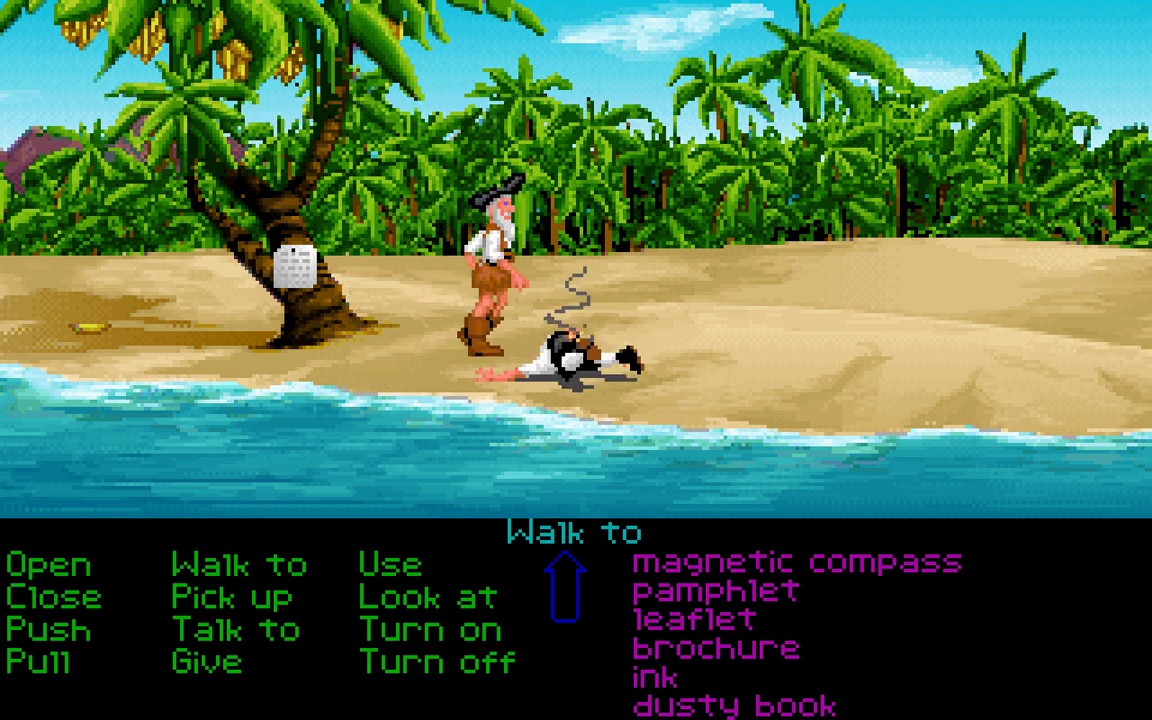 Walk to
Open Walk to Use
Close Pick up Look at
Push Talk to Turn on
Pull Give Turn off
magnetic compass
pamphlet
leaflet
brochure
ink
dusty book